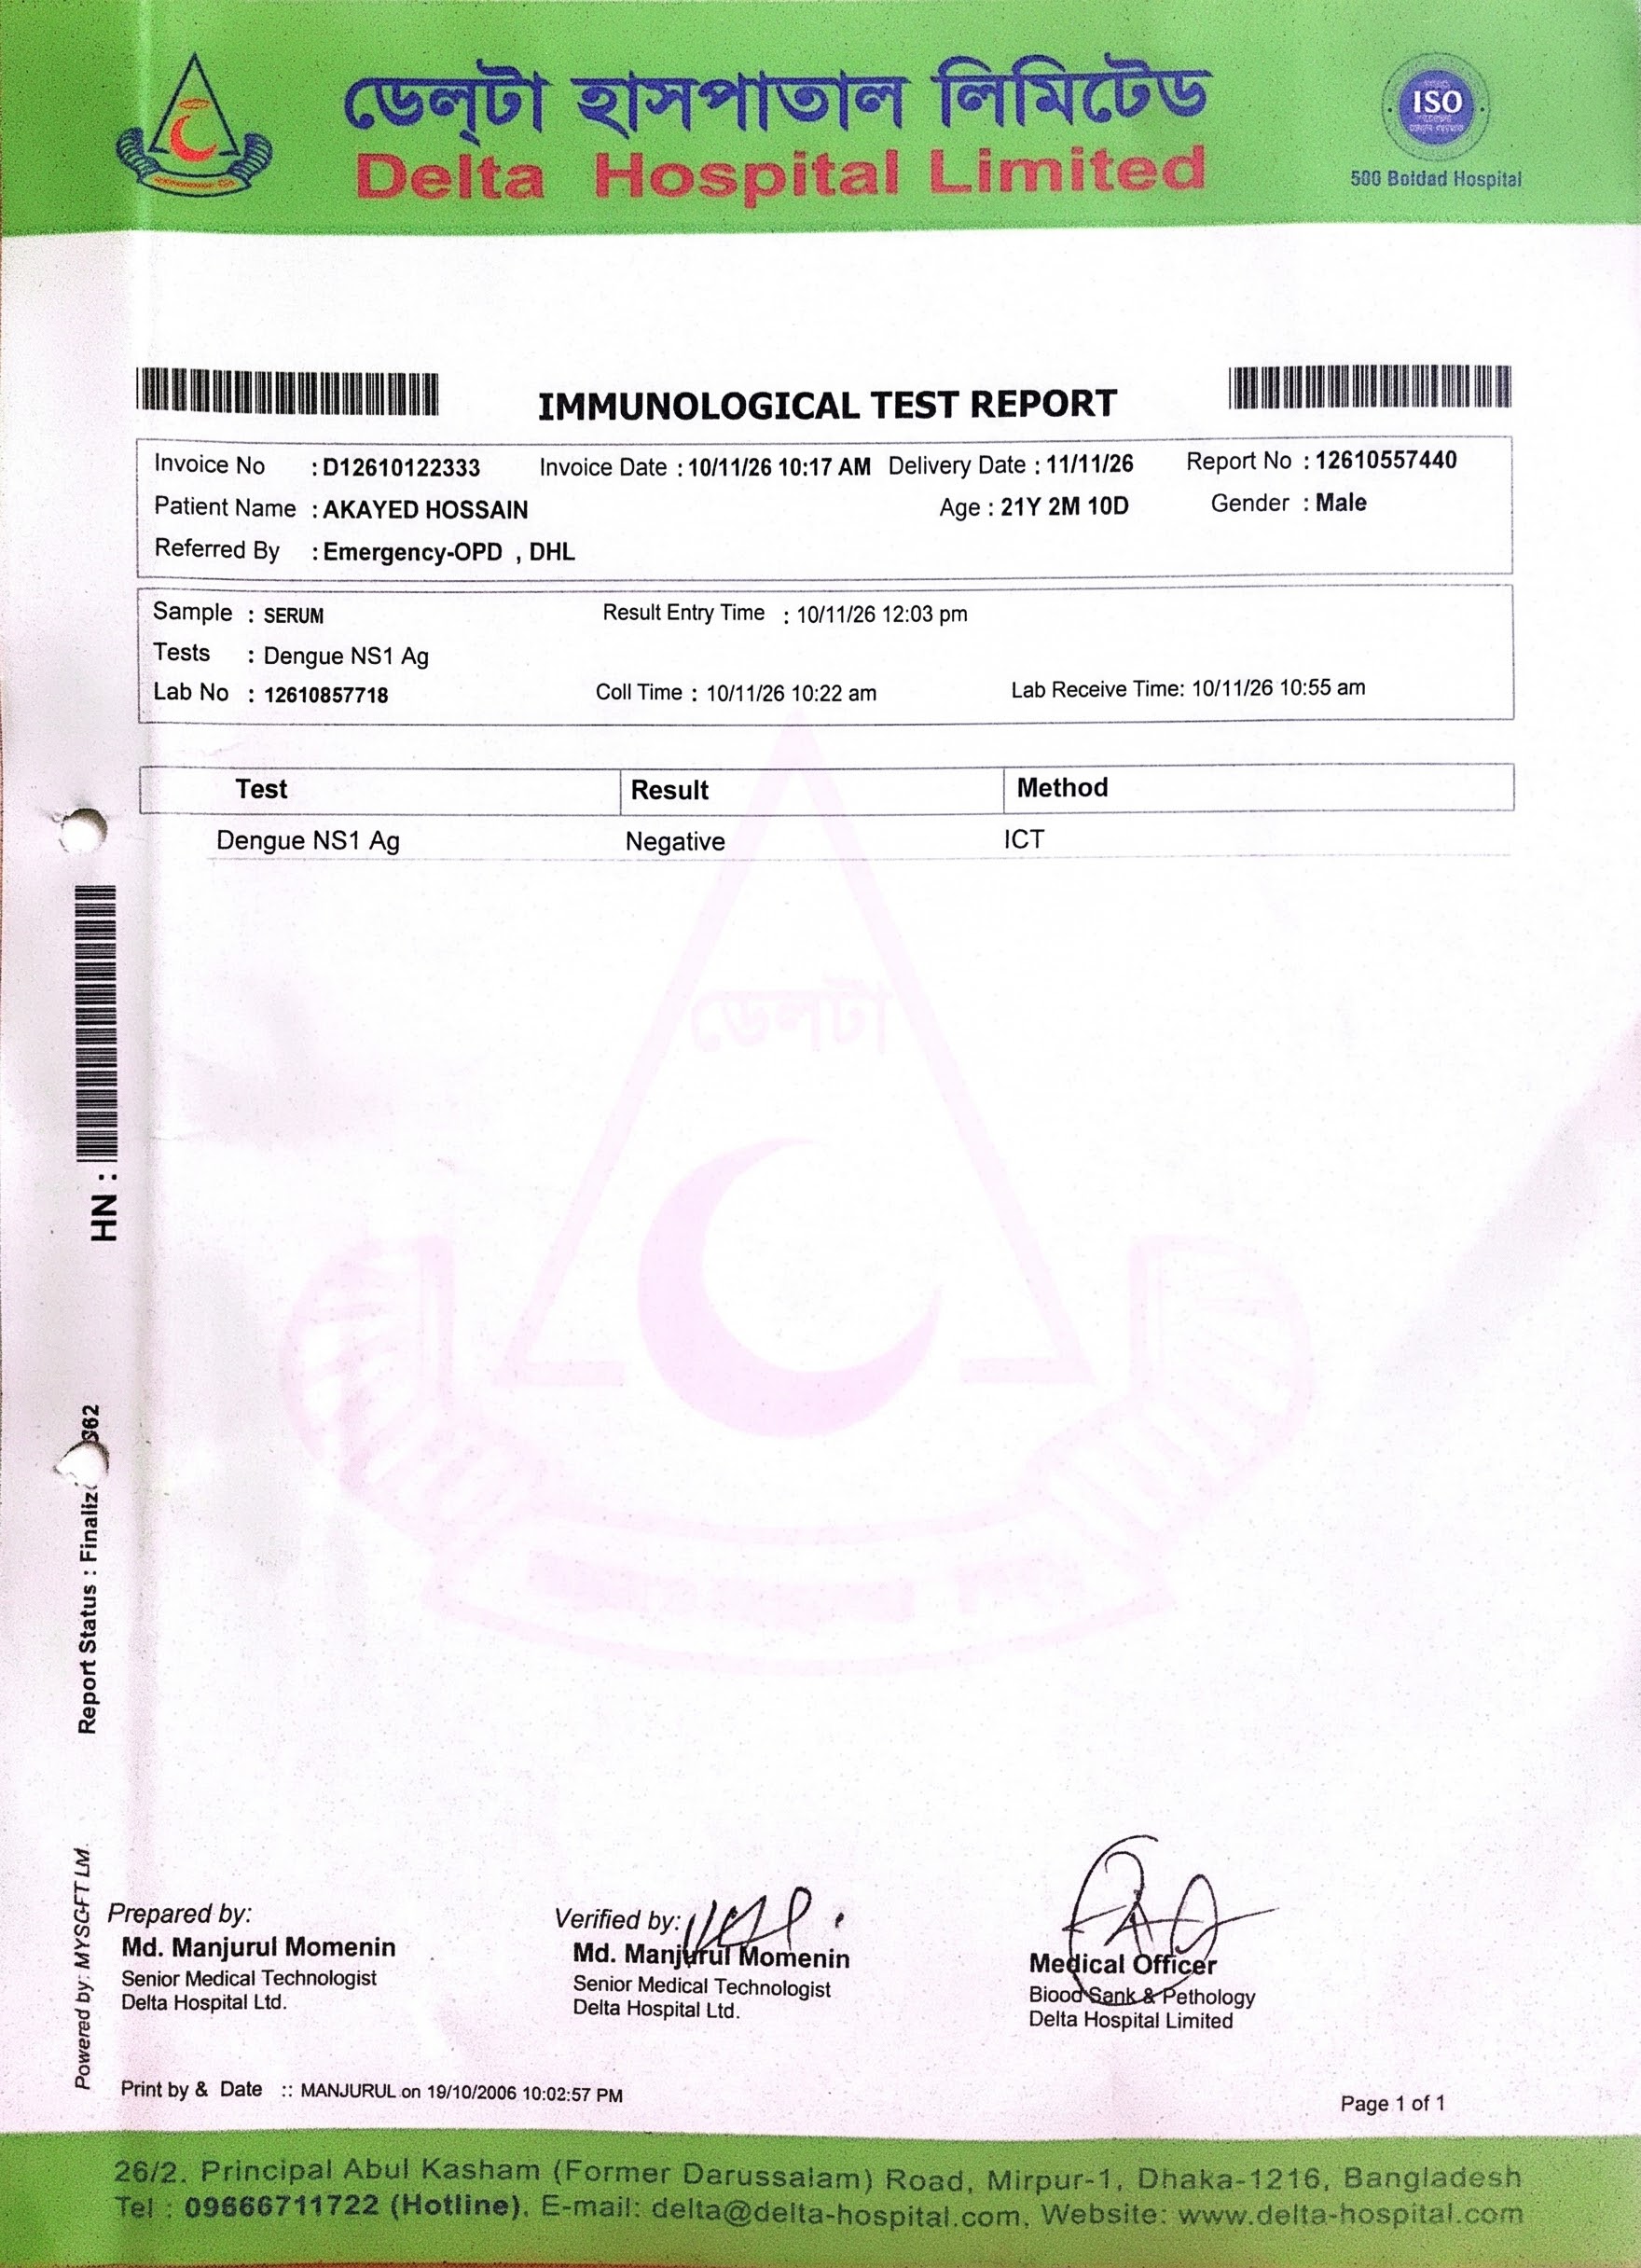 ডেল্টা হাসপাতাল লিমিটেড
Delta Hospital Limited
ISO
500 Boldad Hospital
IMMUNOLOGICAL TEST REPORT
Invoice No : D12610122333 Invoice Date : 10/11/26 10:17 AM Delivery Date : 11/11/26 Report No : 12610557440
Patient Name : AKAYED HOSSAIN Age : 21Y 2M 10D Gender : Male
Referred By : Emergency-OPD , DHL
Sample : SERUM Result Entry Time : 10/11/26 12:03 pm
Tests : Dengue NS1 Ag
Lab No : 12610857718 Coll Time : 10/11/26 10:22 am Lab Receive Time: 10/11/26 10:55 am
Test Result Method
Dengue NS1 Ag Negative ICT
ডেলটা
HN :
Report Status : Finaliz 362
Powered by: MYSGFT LM.
Prepared by:
Md. Manjurul Momenin
Senior Medical Technologist
Delta Hospital Ltd.
Verified by:
Md. Manjurul Momenin
Senior Medical Technologist
Delta Hospital Ltd.
Medical Officer
Biood Sank & Pethology
Delta Hospital Limited
Print by & Date :: MANJURUL on 19/10/2006 10:02:57 PM
Page 1 of 1
26/2. Principal Abul Kasham (Former Darussaiam) Road, Mirpur-1, Dhaka-1216, Bangladesh
Tel : 09666711722 (Hotline), E-mail: delta@delta-hospital.com, Website: www.delta-hospital.com